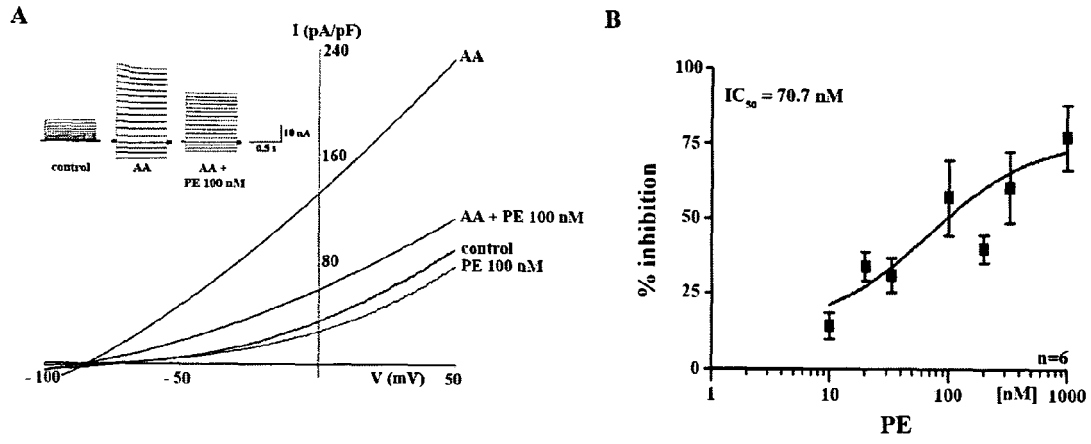 A
I (pA/pF)
240
AA
160
10 nA
0.5 s
control
AA
AA +
PE 100 nM
AA + PE 100 nM
80
control
PE 100 nM
- 100
- 50
V (mV)
50
B
100
IC50 = 70.7 nM
75
% inhibition
50
25
0
n=6
1
10
100
[nM]
1000
PE